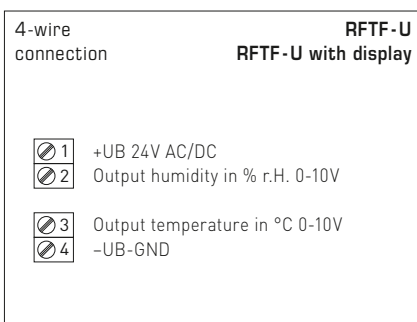 4-wire RFTF-U
connection RFTF-U with display
1 +UB 24V AC/DC
2 Output humidity in % r.H. 0-10V
3 Output temperature in °C 0-10V
4 –UB-GND